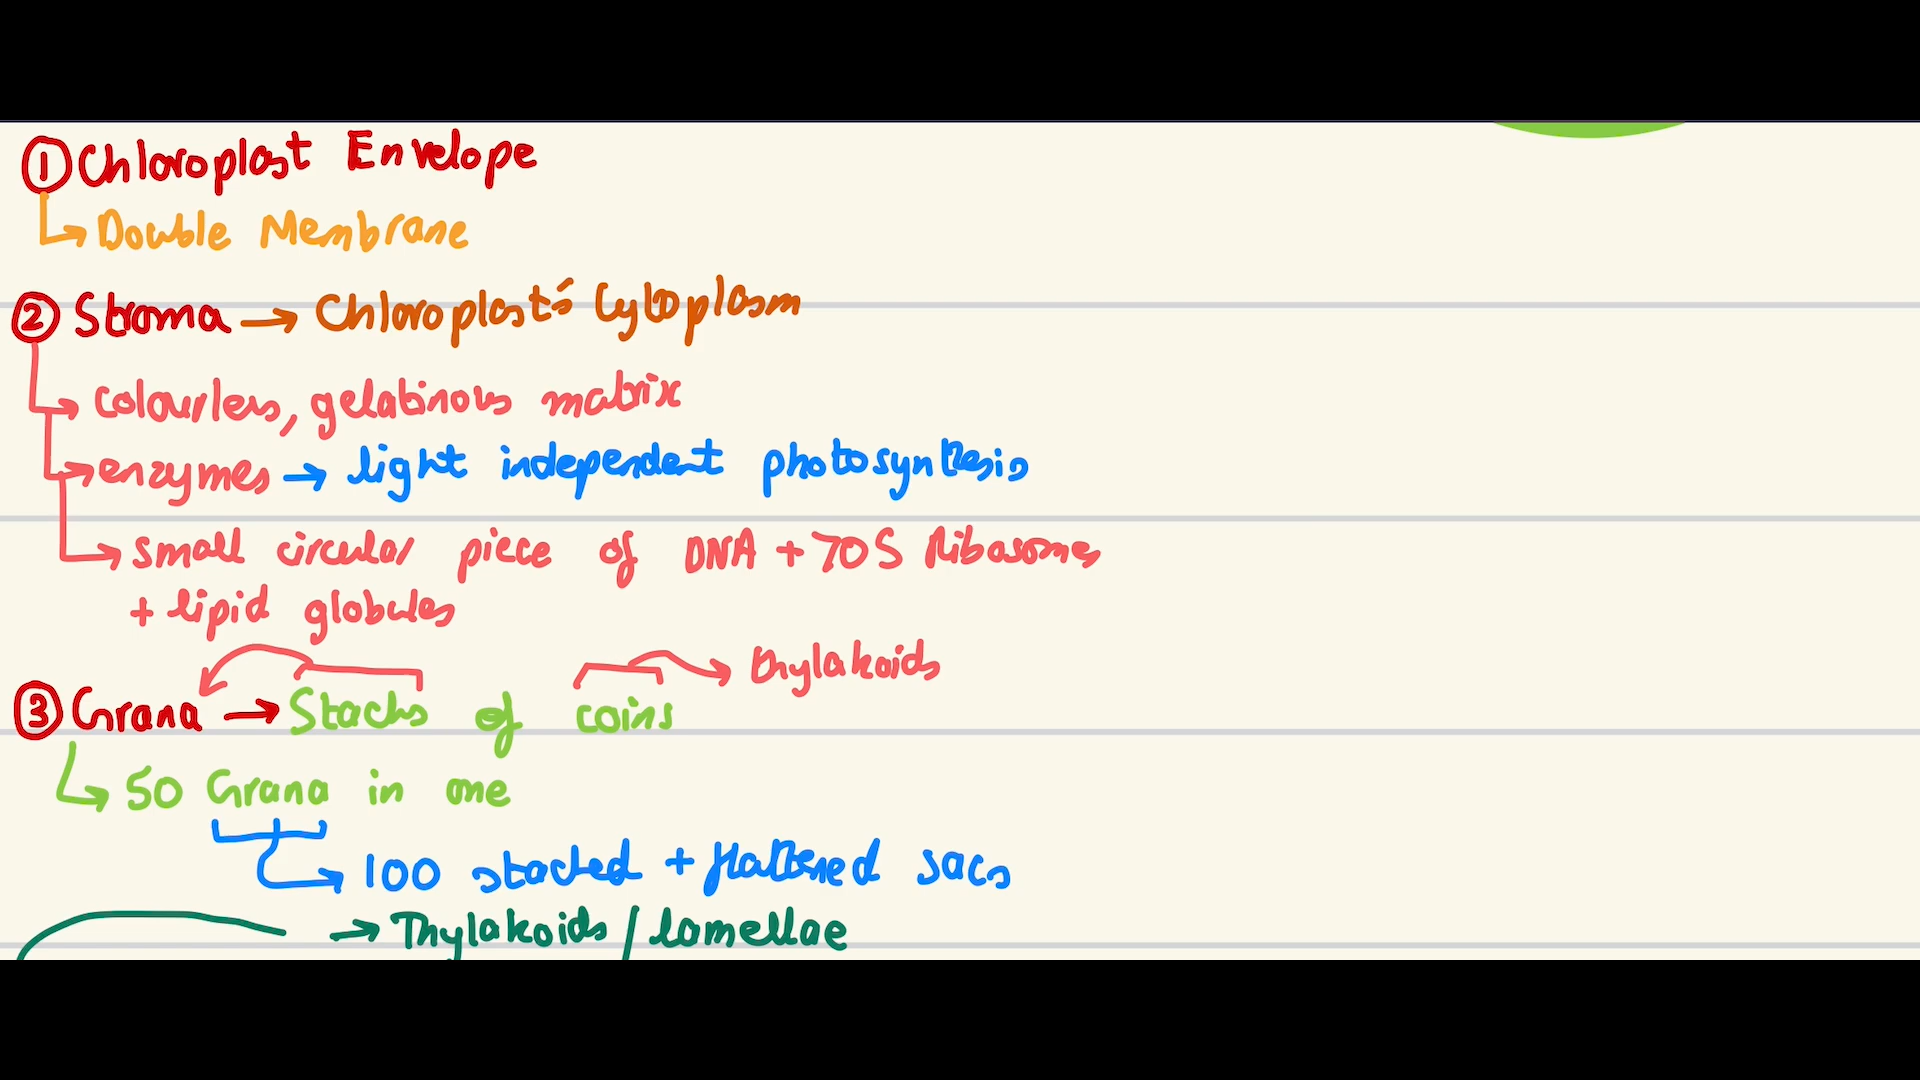 ① Chloroplast Envelope
↳ Double Membrane
② Stroma → Chloroplast's Cytoplasm
→ colourless, gelatinous matrix
→ enzymes → light independent photosynthesis
→ small circular piece of DNA + 70S Ribosomes
+ lipid globules
thylakoids
③ Grana → Stacks of coins
↳ 50 Grana in one
→ 100 stacked + flattened sacs
→ Thylakoids / lamellae